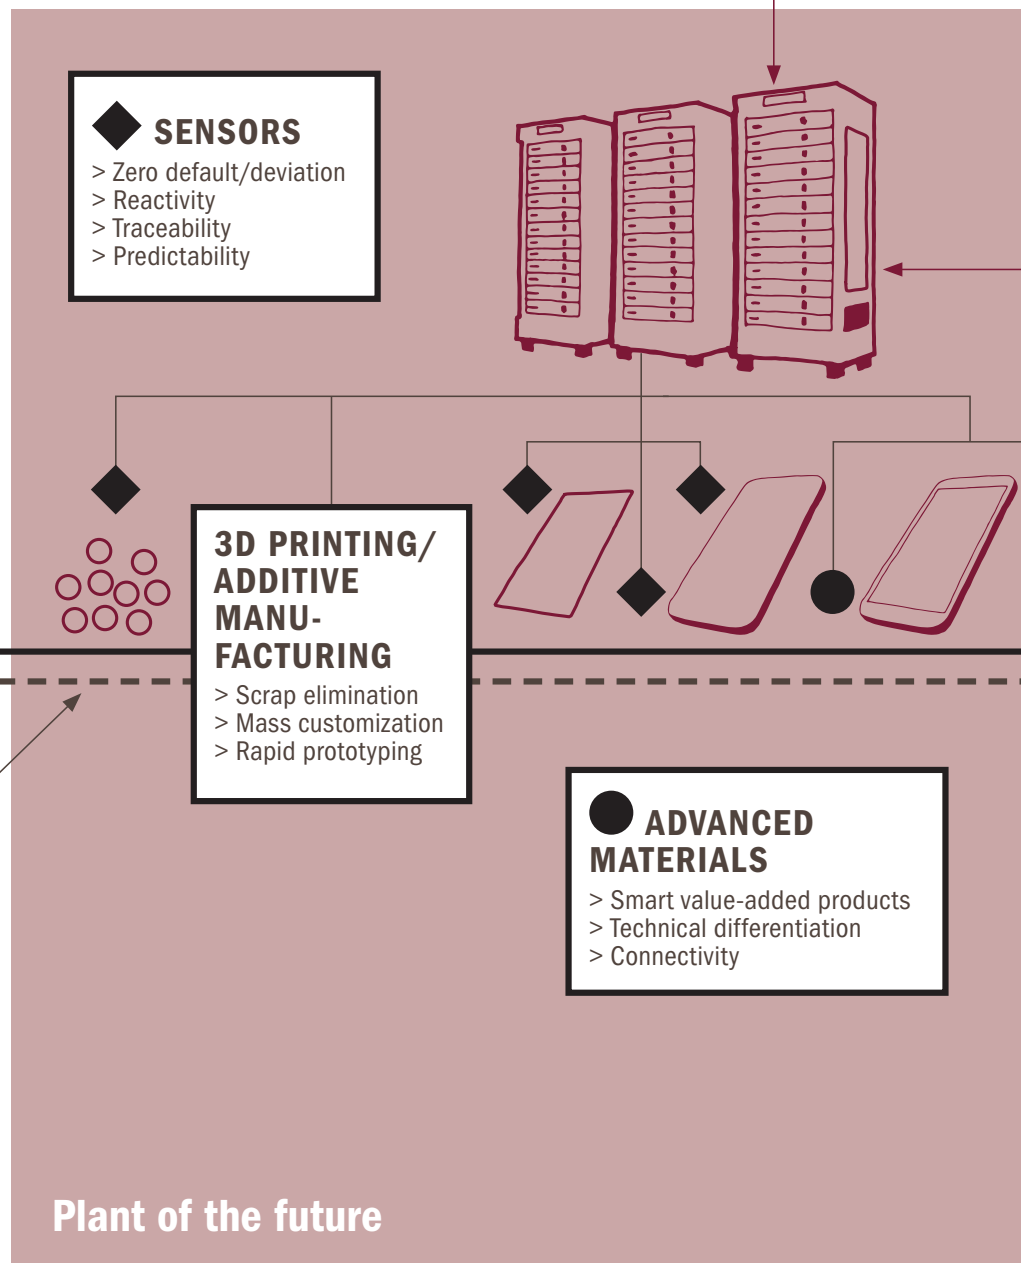 SENSORS
> Zero default/deviation
> Reactivity
> Traceability
> Predictability
3D PRINTING/
ADDITIVE
MANU-
FACTURING
> Scrap elimination
> Mass customization
> Rapid prototyping
ADVANCED
MATERIALS
> Smart value-added products
> Technical differentiation
> Connectivity
Plant of the future